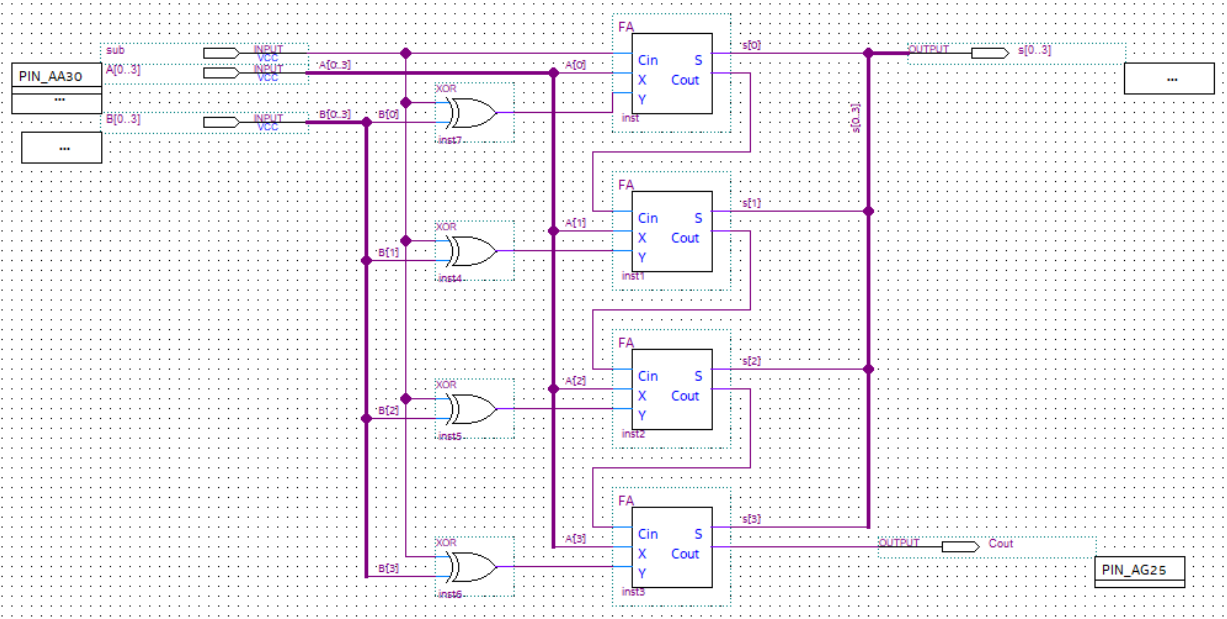 FA
sub INPUT VCC A[0..3] A[0] Cin S s[0] OUTPUT s[0..3]
PIN_AA30 A[0..3] INPUT VCC X Cout
... XOR Y ...
B[0..3] INPUT VCC B[0..3] B[0] inst s[0..3]
... inst7
FA
XOR A[1] Cin S s[1]
B[1] X Cout
inst4 Y
inst1
FA
XOR A[2] Cin S s[2]
B[2] X Cout
inst5 Y
inst2
FA
XOR A[3] Cin S s[3]
B[3] X Cout OUTPUT Cout
inst6 Y PIN_AG25
inst3